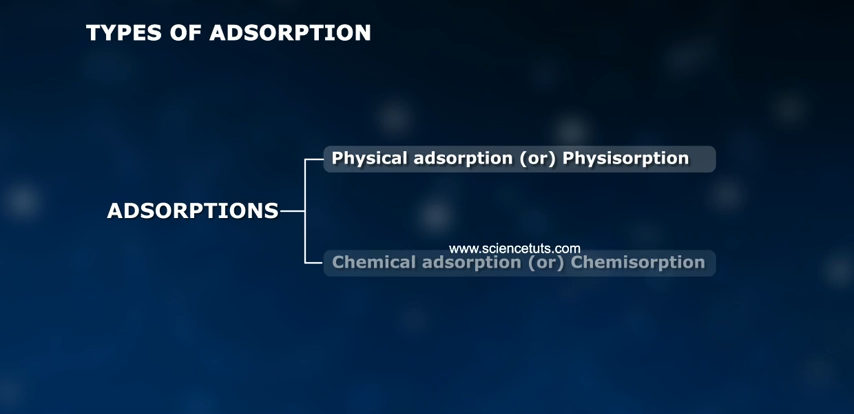 TYPES OF ADSORPTION
Physical adsorption (or) Physisorption
ADSORPTIONS
www.sciencetuts.com
Chemical adsorption (or) Chemisorption